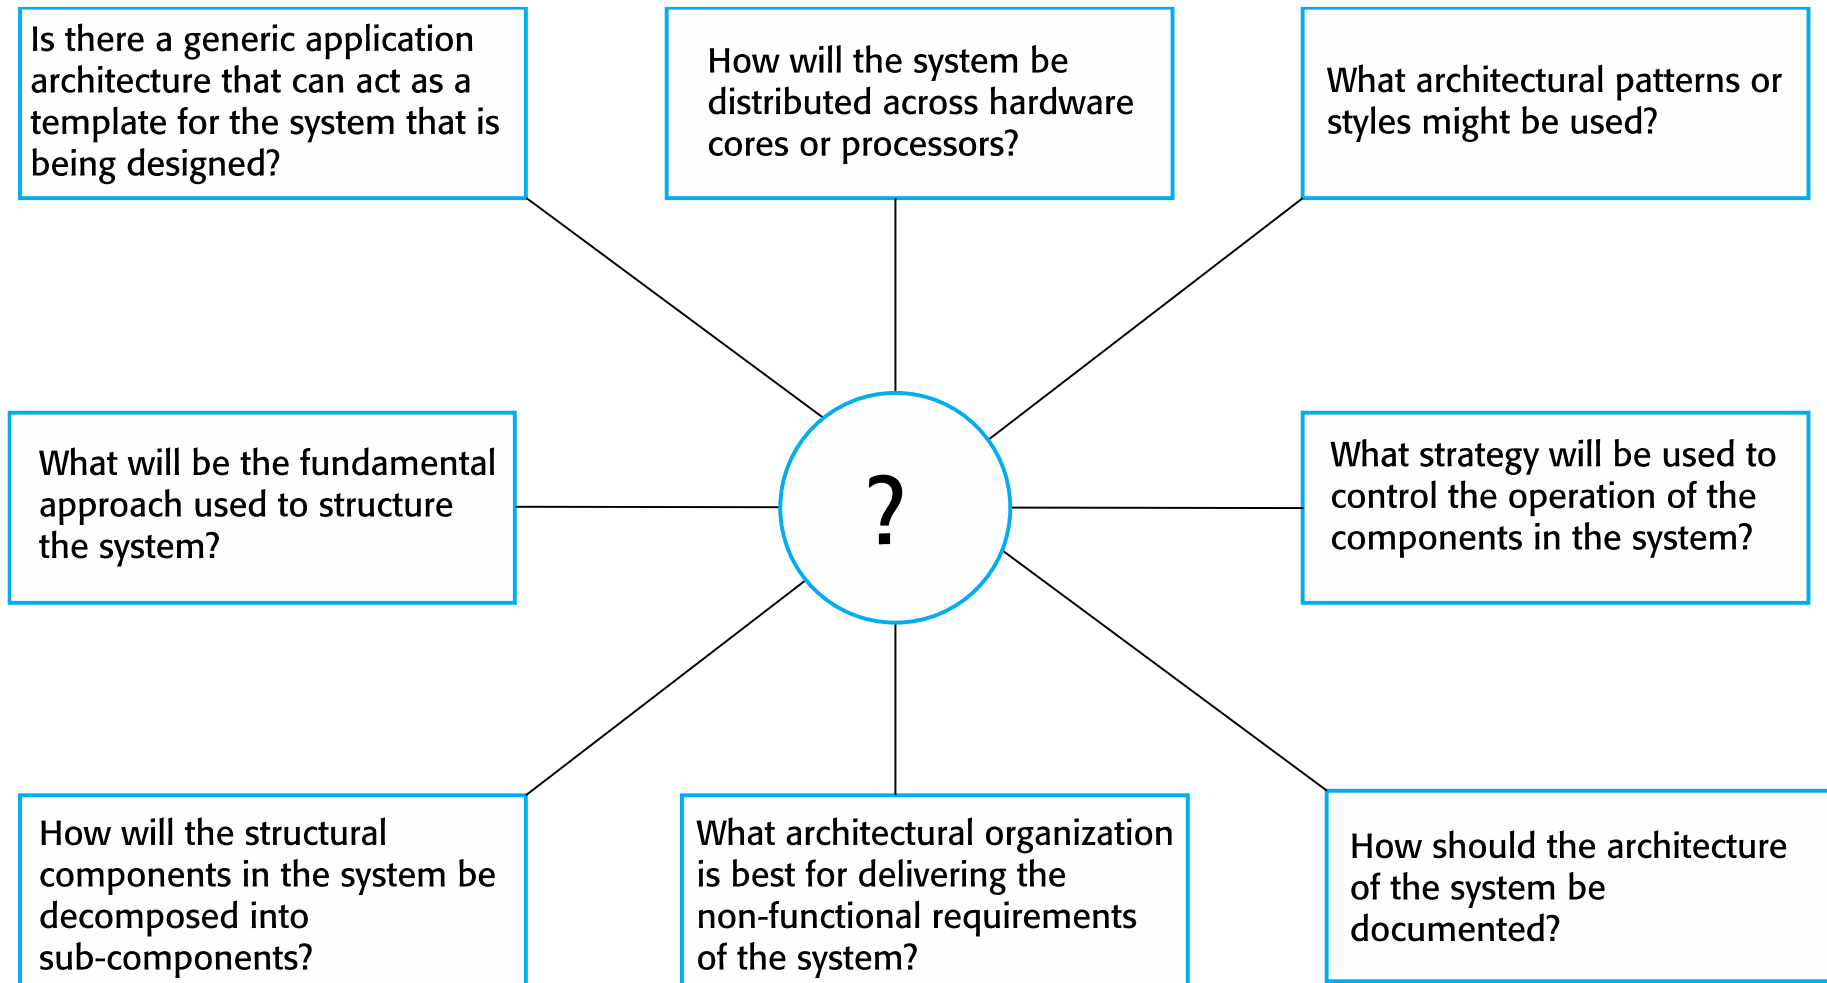 Is there a generic application
architecture that can act as a
template for the system that is
being designed?
How will the system be
distributed across hardware
cores or processors?
What architectural patterns or
styles might be used?
What will be the fundamental
approach used to structure
the system?
?
What strategy will be used to
control the operation of the
components in the system?
How will the structural
components in the system be
decomposed into
sub-components?
What architectural organization
is best for delivering the
non-functional requirements
of the system?
How should the architecture
of the system be
documented?